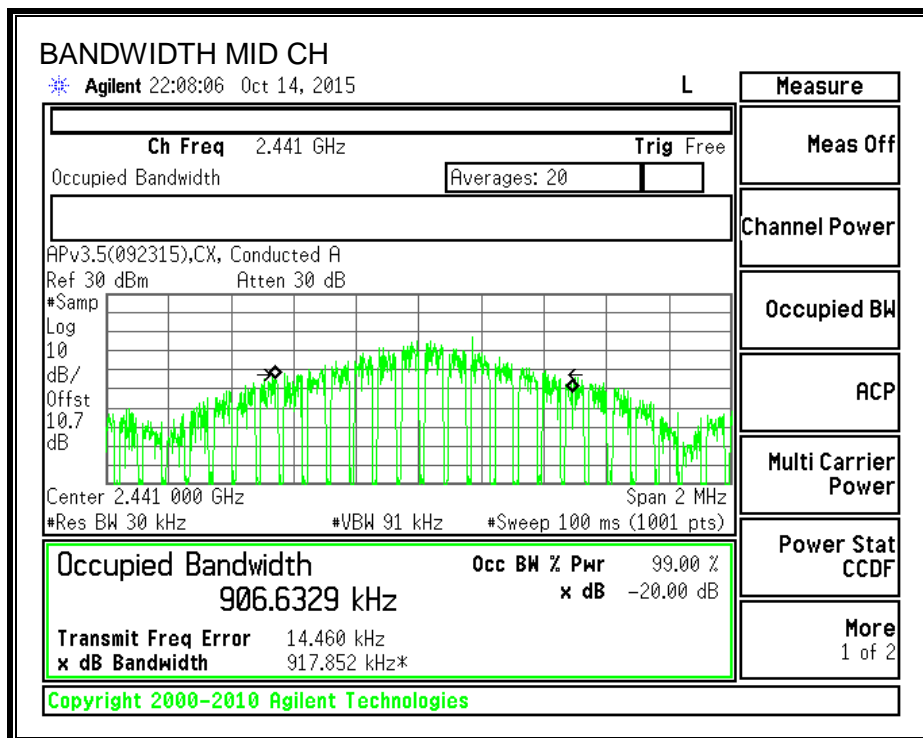 BANDWIDTH MID CH
Agilent 22:08:06 Oct 14, 2015 L Measure
Ch Freq 2.441 GHz Trig Free
Meas Off
Occupied Bandwidth Averages: 20
Channel Power
APv3.5(092315),CX, Conducted A
Ref 30 dBm Atten 30 dB
#Samp
Log
10
dB/
Offst
10.7
dB
Occupied BW
ACP
Center 2.441 000 GHz Span 2 MHz
#Res BW 30 kHz #VBW 91 kHz #Sweep 100 ms (1001 pts)
Multi Carrier
Power
Occupied Bandwidth Occ BW % Pwr 99.00 %
906.6329 kHz x dB -20.00 dB
Transmit Freq Error 14.460 kHz
x dB Bandwidth 917.852 kHz*
Power Stat
CCDF
More
1 of 2
Copyright 2000-2010 Agilent Technologies